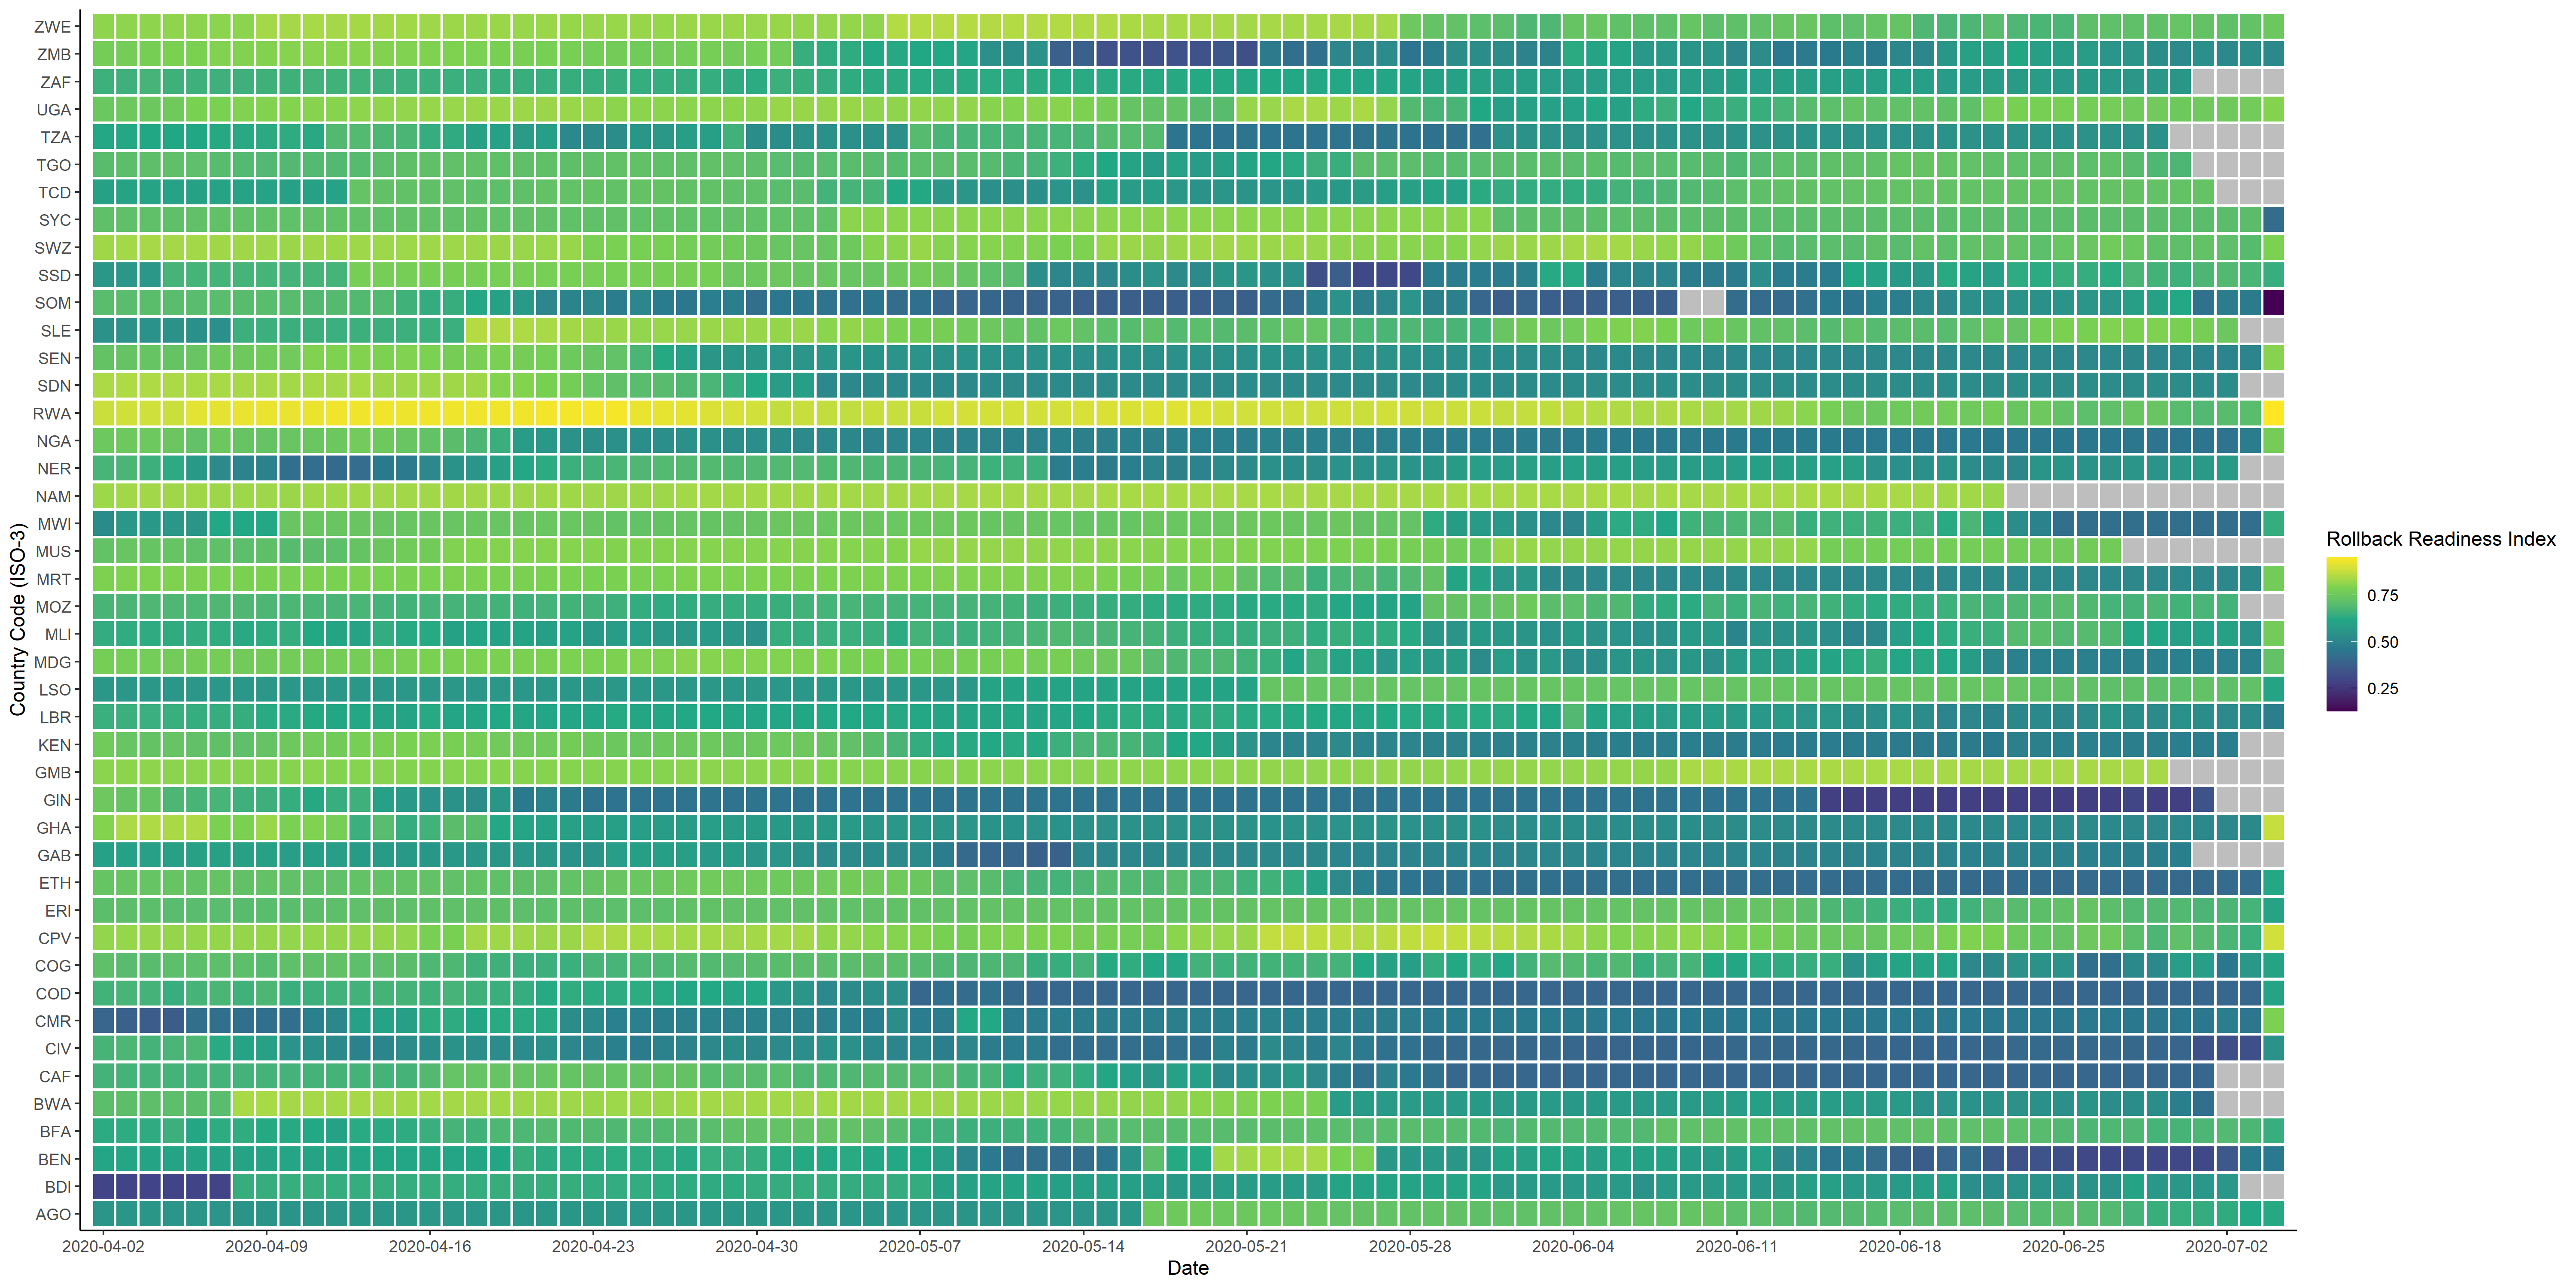 ZWE
ZMB
ZAF
UGA
TZA
TGO
TCD
SYC
SWZ
SSD
SOM
SLE
SEN
SDN
RWA
NGA
NER
NAM
MWI
MUS
MRT
MOZ
MLI
MDG
LSO
LBR
KEN
GMB
GIN
GHA
GAB
ETH
ERI
CPV
COG
COD
CMR
CIV
CAF
BWA
BFA
BEN
BDI
AGO
Country Code (ISO-3)
2020-04-02 2020-04-09 2020-04-16 2020-04-23 2020-04-30 2020-05-07 2020-05-14 2020-05-21 2020-05-28 2020-06-04 2020-06-11 2020-06-18 2020-06-25 2020-07-02
Date
Rollback Readiness Index
0.75
0.50
0.25